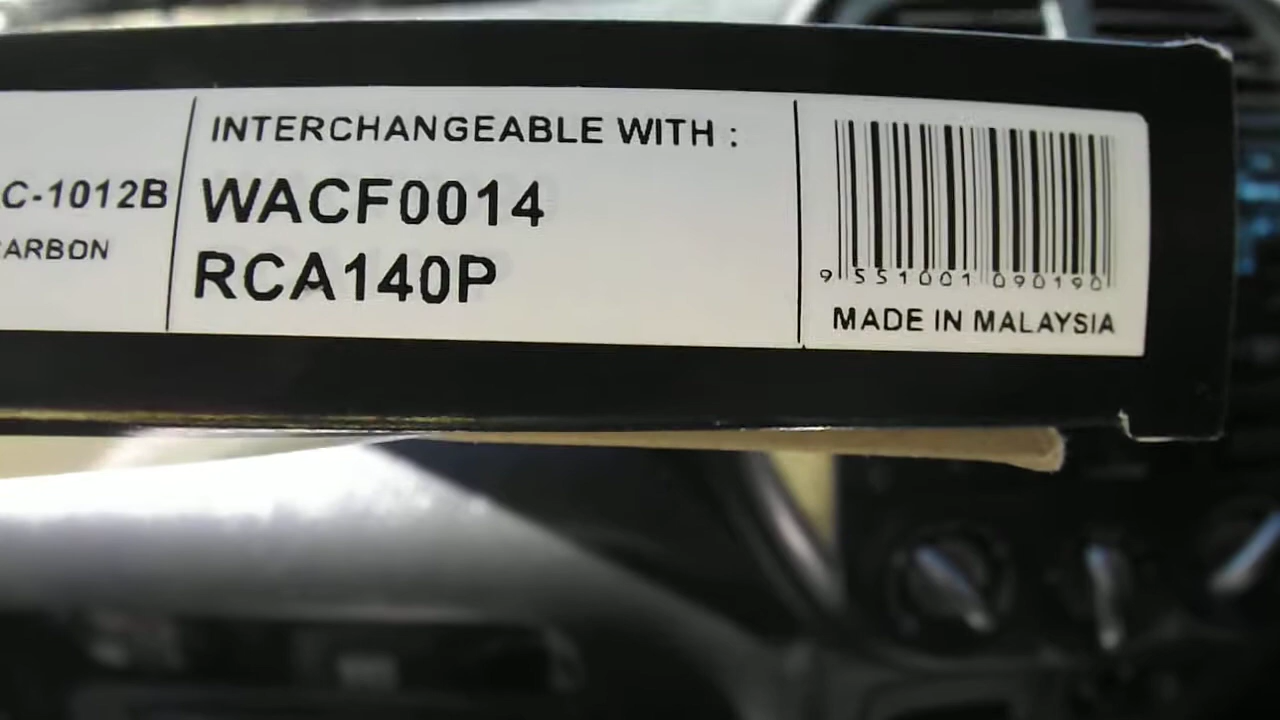 C-1012B
CARBON
INTERCHANGEABLE WITH :
WACF0014
RCA140P
9 551001 090190
MADE IN MALAYSIA